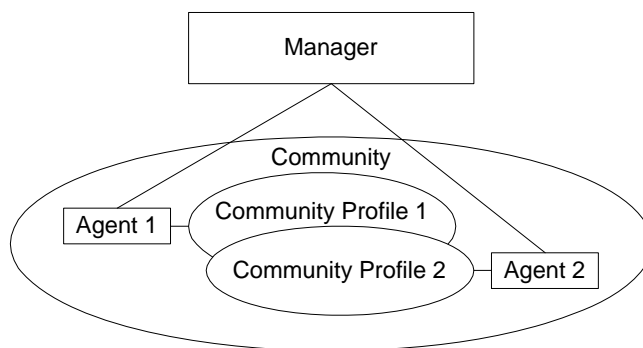 Manager
Community
Community Profile 1
Agent 1
Community Profile 2
Agent 2